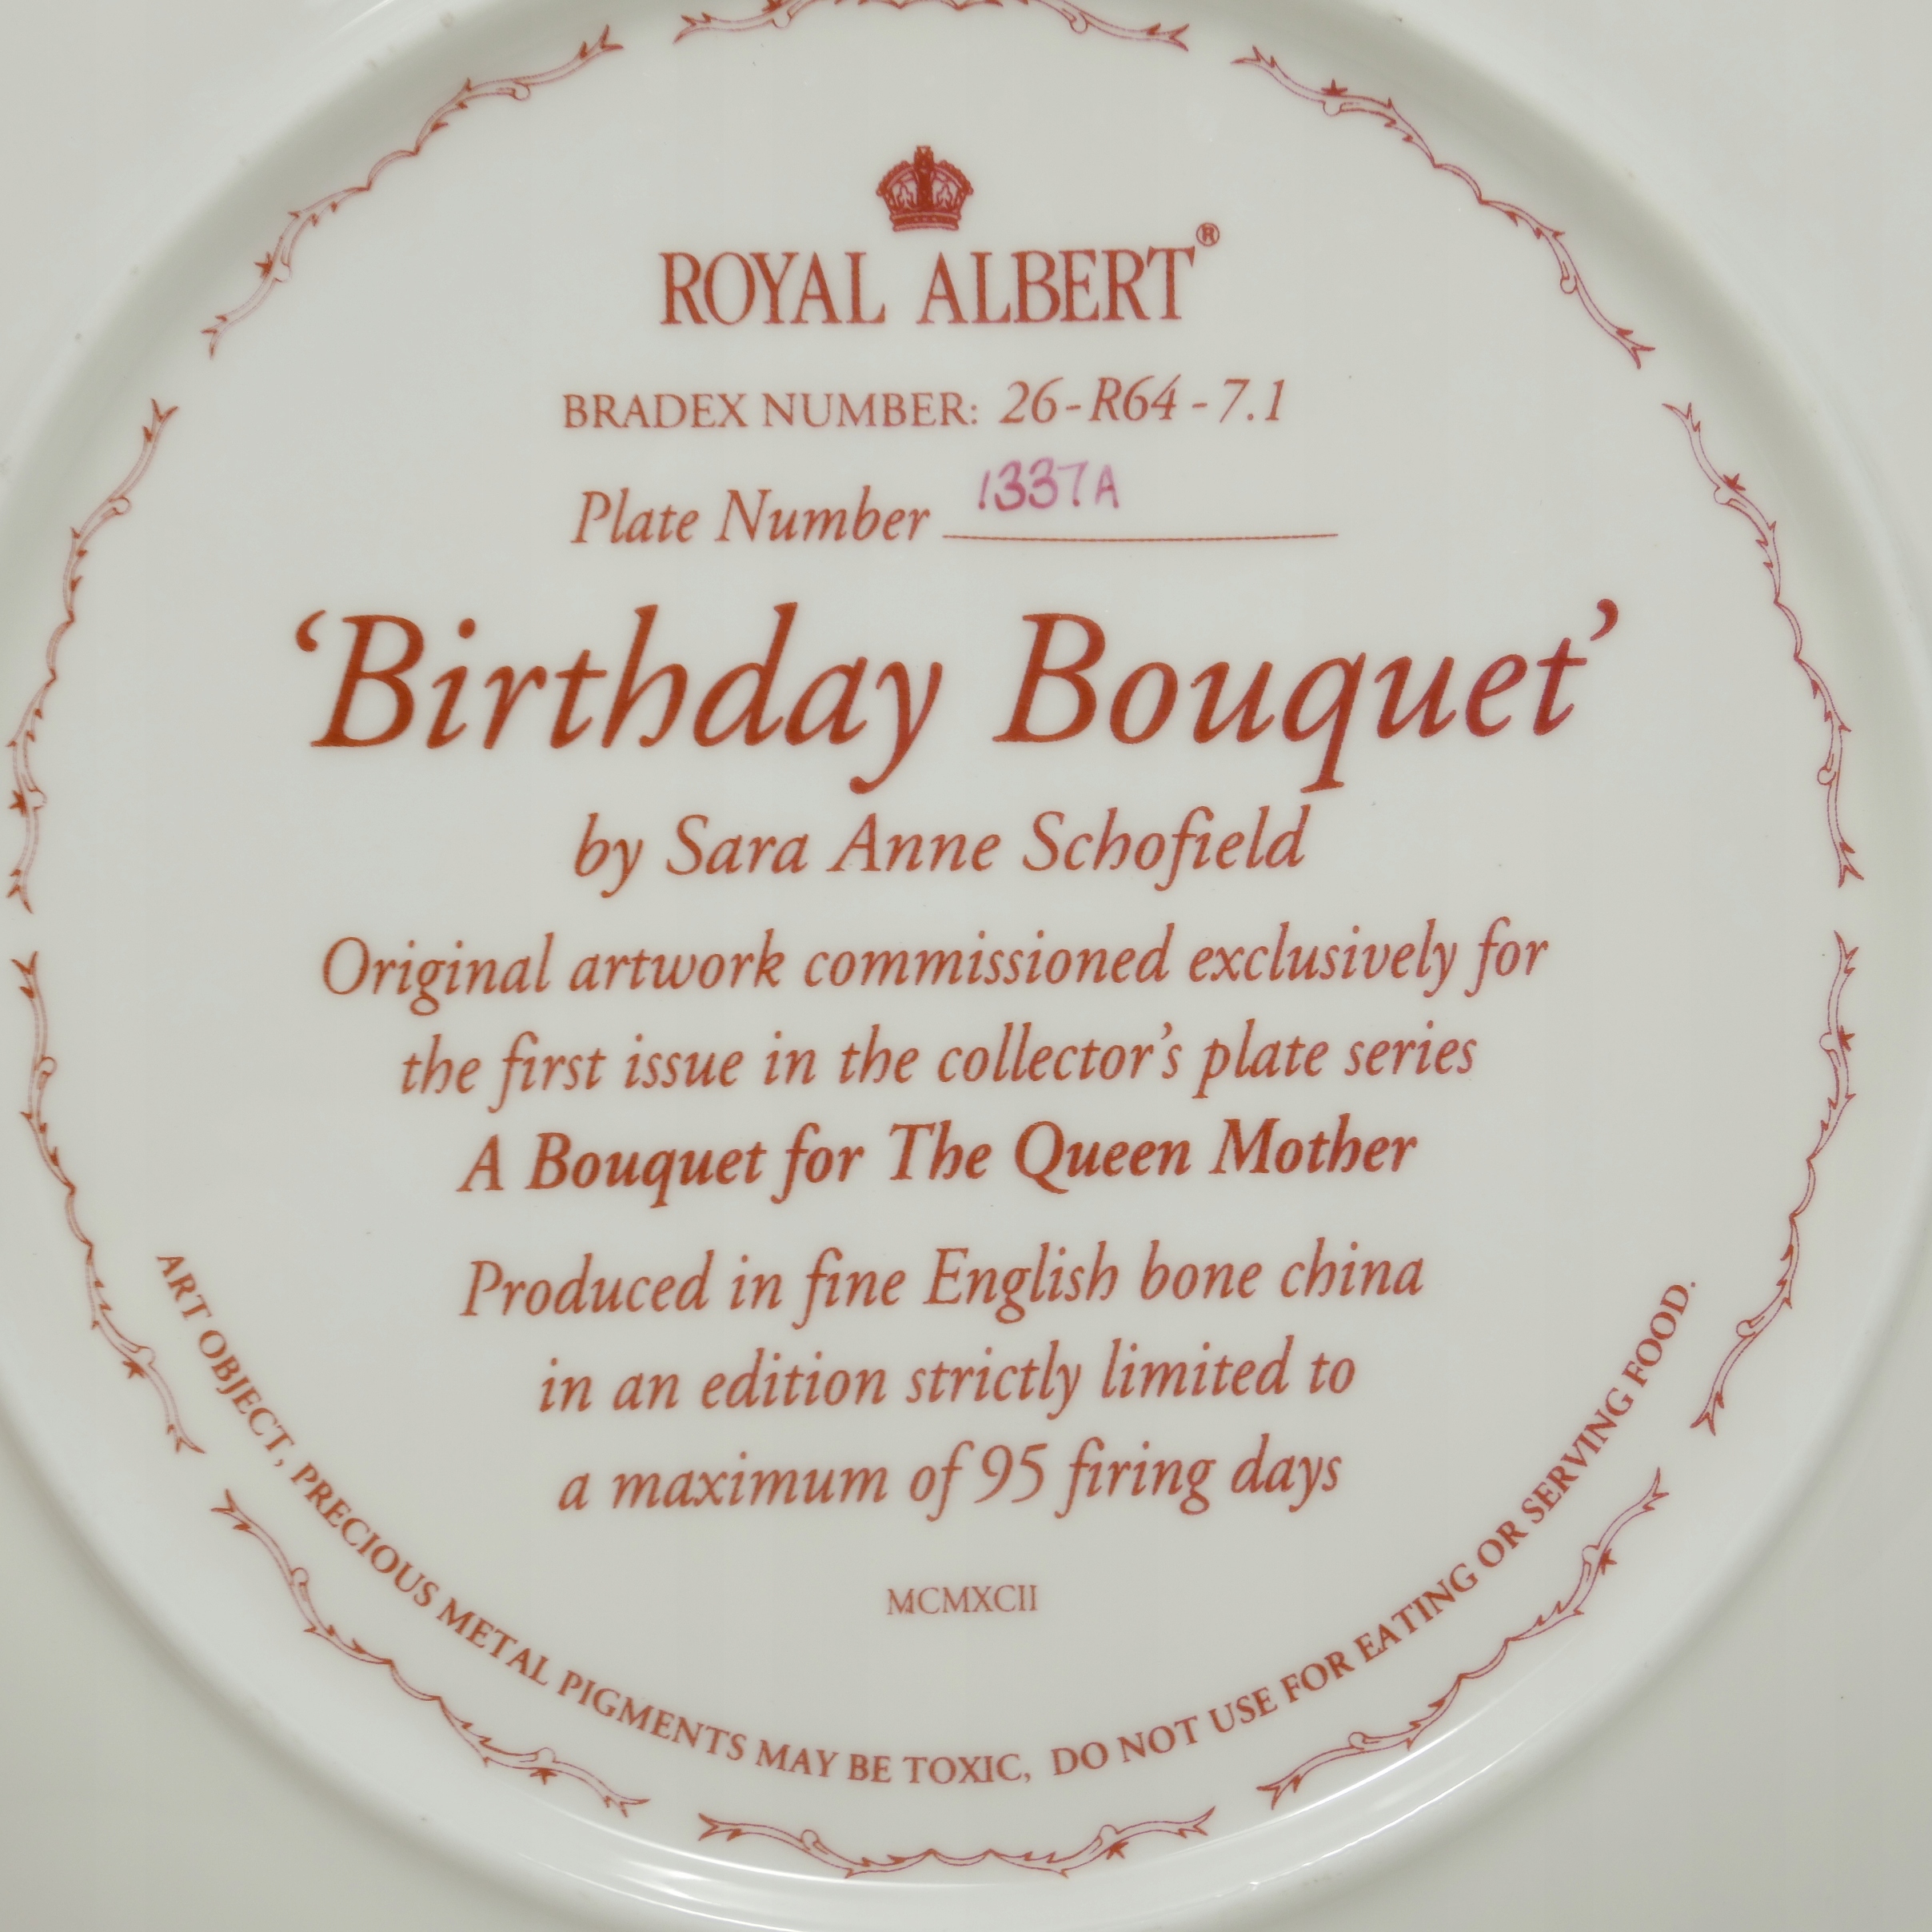 ROYAL ALBERT®
BRADEX NUMBER: 26-R64-7.1
Plate Number 1337A
‘Birthday Bouquet’
by Sara Anne Schofield
Original artwork commissioned exclusively for
the first issue in the collector’s plate series
A Bouquet for The Queen Mother
Produced in fine English bone china
in an edition strictly limited to
a maximum of 95 firing days
MCMXCII
ART OBJECT, PRECIOUS METAL PIGMENTS MAY BE TOXIC, DO NOT USE FOR EATING OR SERVING FOOD.